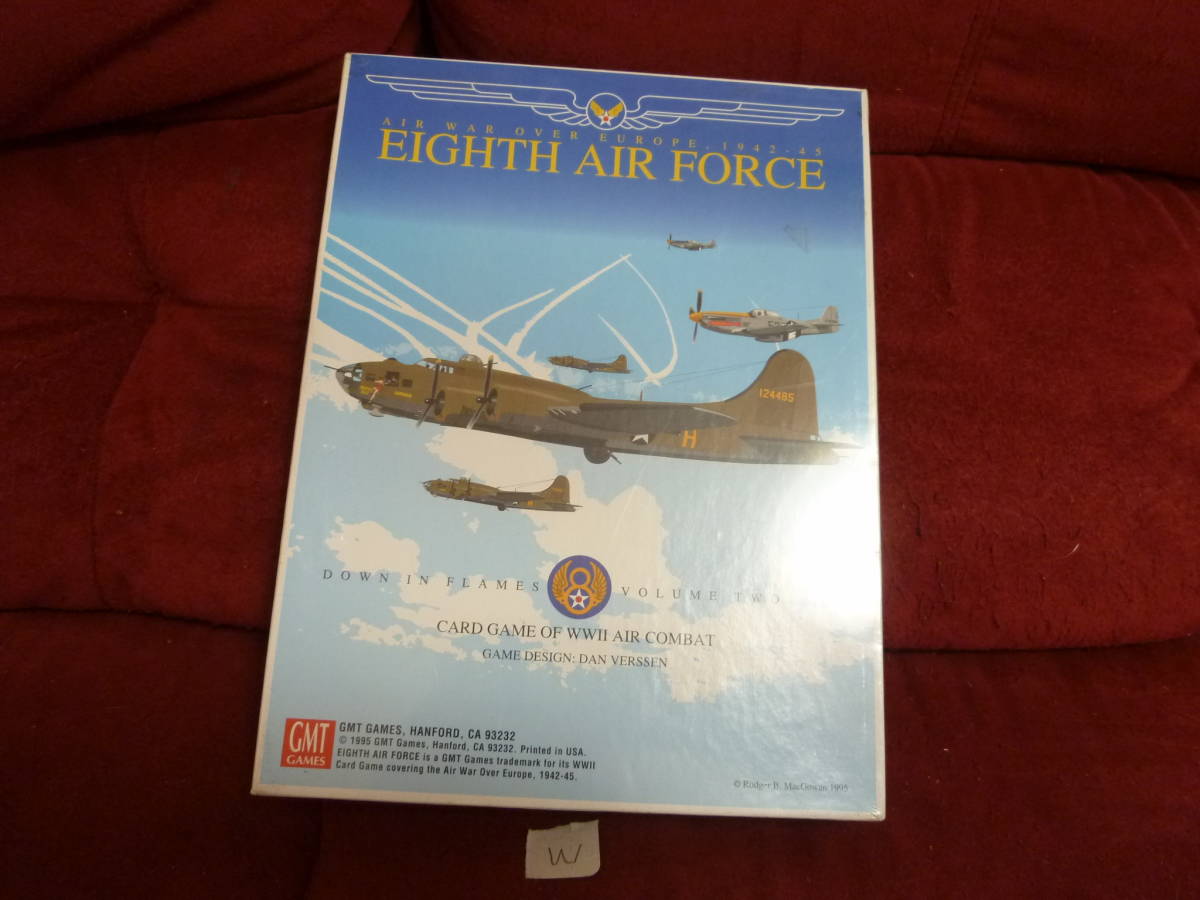 AIR WAR OVER EUROPE, 1942-45
EIGHTH AIR FORCE
124485
H
DOWN IN FLAMES VOLUME TWO
8
CARD GAME OF WWII AIR COMBAT
GAME DESIGN: DAN VERSSEN
GMT
GAMES
GMT GAMES, HANFORD, CA 93232
© 1995 GMT Games, Hanford, CA 93232. Printed in USA.
EIGHTH AIR FORCE is a GMT Games trademark for its WWII
Card Game covering the Air War Over Europe, 1942-45.
© Rodger B. MacGowan 1995
W